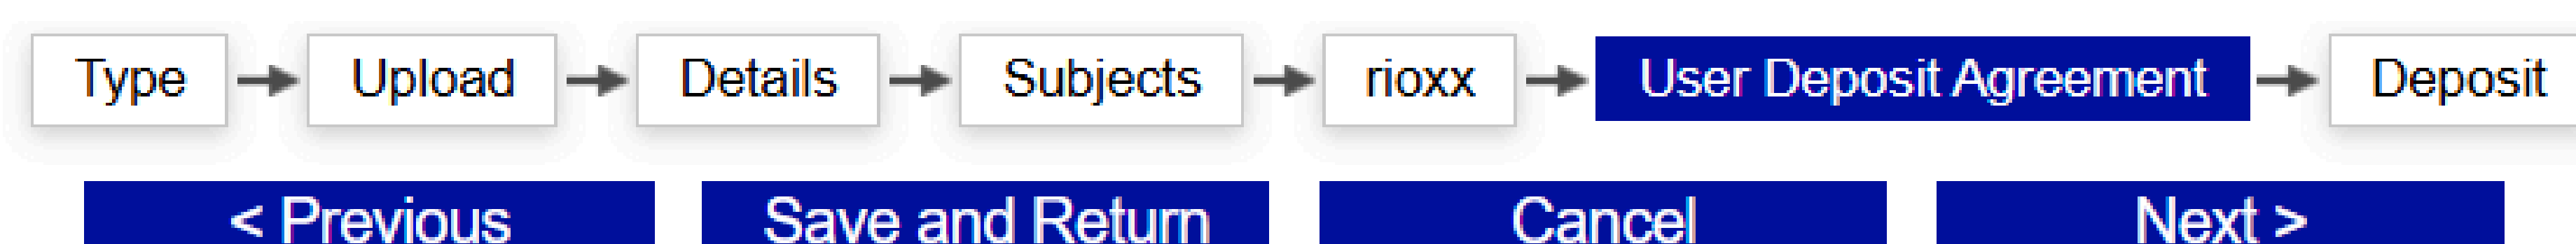 Type Upload Details Subjects rioxx User Deposit Agreement Deposit
< Previous Save and Return Cancel Next >